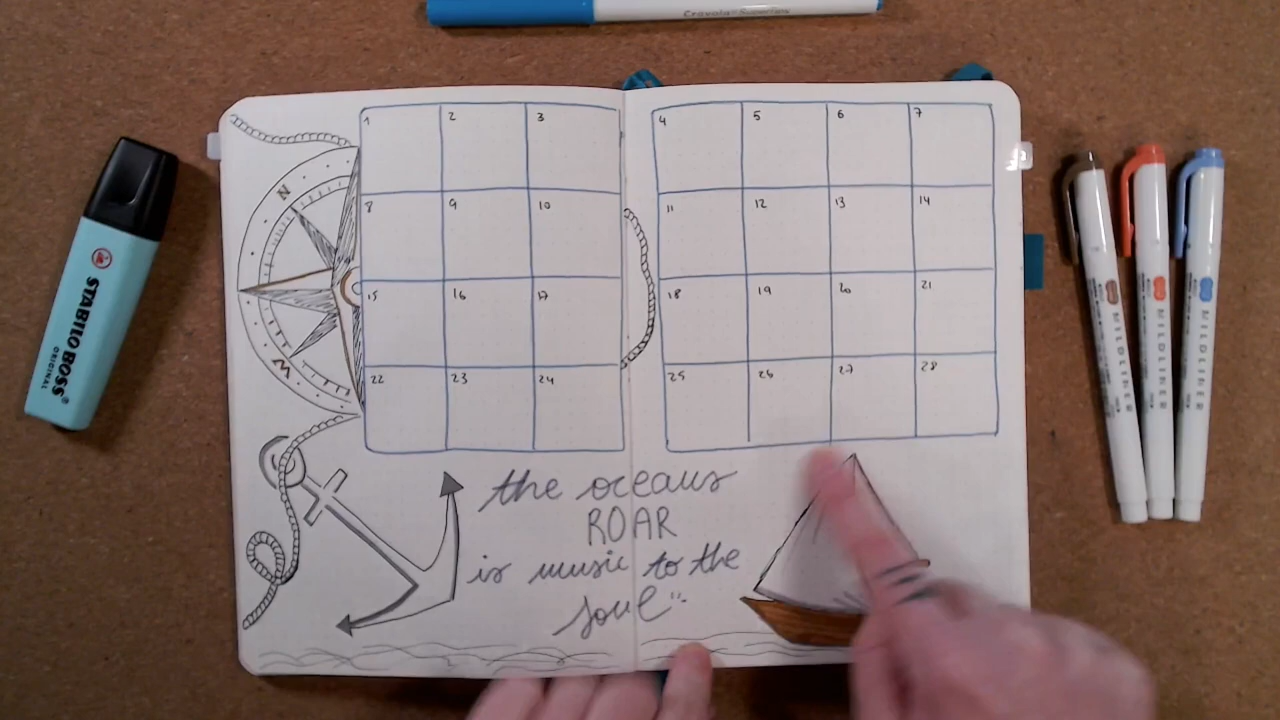 Crayola SuperTips
N
W
1 2 3 4 5 6 7
8 9 10 11 12 13 14
15 16 17 18 19 20 21
22 23 24 25 26 27 28
the oceans
ROAR
is music to the
soul"
STABILO BOSS
ORIGINAL
MILDLINER
MILDLINER
MILDLINER